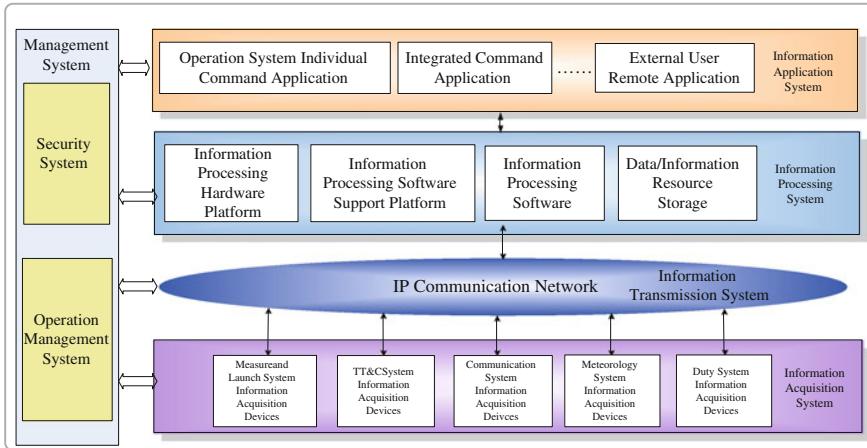 Management
System
Security
System
Operation
Management
System
Operation System Individual
Command Application
Integrated Command
Application
......
External User
Remote Application
Information
Application
System
Information
Processing
Hardware
Platform
Information
Processing Software
Support Platform
Information
Processing
Software
Data/Information
Resource
Storage
Information
Processing
System
IP Communication Network
Information
Transmission System
Measureand
Launch System
Information
Acquisition
Devices
TT&CSystem
Information
Acquisition
Devices
Communication
System
Information
Acquisition
Deivces
Meteorology
System
Information
Acquisition
Devices
Duty System
Information
Acquisition
Devices
Information
Acquisition
System